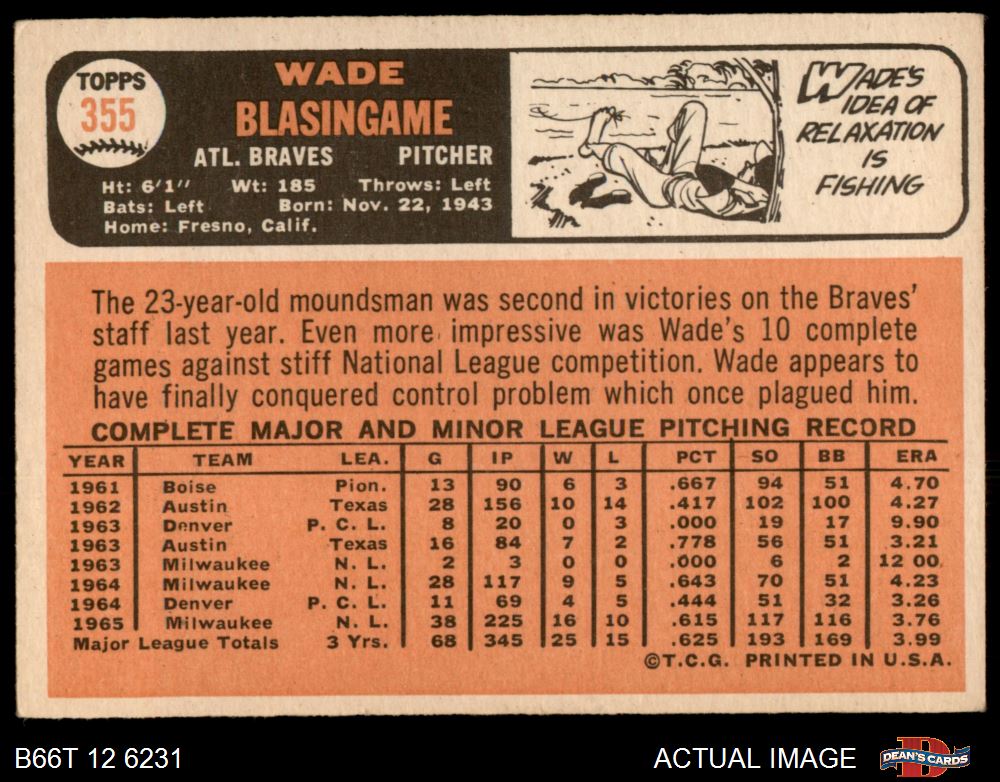 TOPPS
355
WADE
BLASINGAME
ATL. BRAVES PITCHER
Ht: 6'1" Wt: 185 Throws: Left
Bats: Left Born: Nov. 22, 1943
Home: Fresno, Calif.
WADE'S
IDEA OF
RELAXATION
IS
FISHING
The 23-year-old moundsman was second in victories on the Braves'
staff last year. Even more impressive was Wade's 10 complete
games against stiff National League competition. Wade appears to
have finally conquered control problem which once plagued him.
COMPLETE MAJOR AND MINOR LEAGUE PITCHING RECORD
YEAR TEAM LEA. G IP W L PCT SO BB ERA
1961 Boise Pion. 13 90 6 3 .667 94 51 4.70
1962 Austin Texas 28 156 10 14 .417 102 100 4.27
1963 Denver P. C. L. 8 20 0 3 .000 19 17 9.90
1963 Austin Texas 16 84 7 2 .778 56 51 3.21
1963 Milwaukee N. L. 2 3 0 0 .000 6 2 12 00
1964 Milwaukee N. L. 28 117 9 5 .643 70 51 4.23
1964 Denver P. C. L. 11 69 4 5 .444 51 32 3.26
1965 Milwaukee N. L. 38 225 16 10 .615 117 116 3.76
Major League Totals 3 Yrs. 68 345 25 15 .625 193 169 3.99
©T.C.G. PRINTED IN U.S.A.
B66T 12 6231 ACTUAL IMAGE DEAN'S CARDS